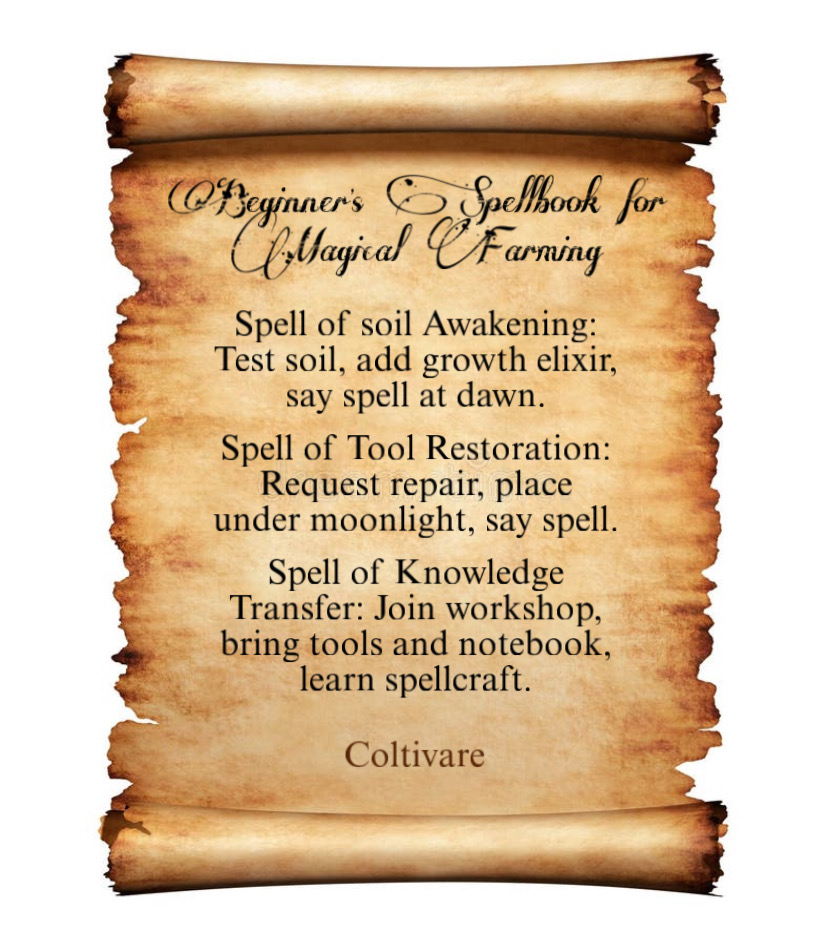 Beginner's Spellbook for
Magical Farming
Spell of soil Awakening:
Test soil, add growth elixir,
say spell at dawn.
Spell of Tool Restoration:
Request repair, place
under moonlight, say spell.
Spell of Knowledge
Transfer: Join workshop,
bring tools and notebook,
learn spellcraft.
Coltivare